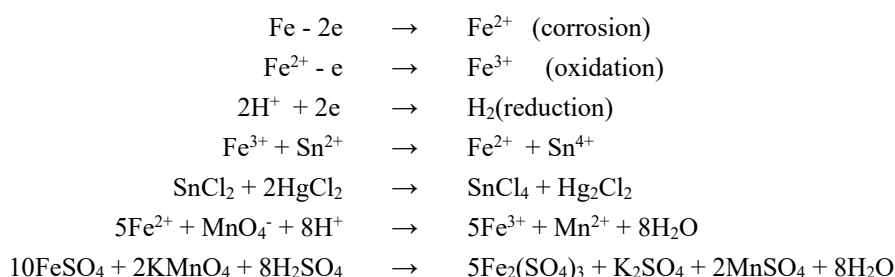 Fe - 2e → Fe²⁺ (corrosion)
Fe²⁺ - e → Fe³⁺ (oxidation)
2H⁺ + 2e → H₂(reduction)
Fe³⁺ + Sn²⁺ → Fe²⁺ + Sn⁴⁺
SnCl₂ + 2HgCl₂ → SnCl₄ + Hg₂Cl₂
5Fe²⁺ + MnO₄⁻ + 8H⁺ → 5Fe³⁺ + Mn²⁺ + 8H₂O
10FeSO₄ + 2KMnO₄ + 8H₂SO₄ → 5Fe₂(SO₄)₃ + K₂SO₄ + 2MnSO₄ + 8H₂O